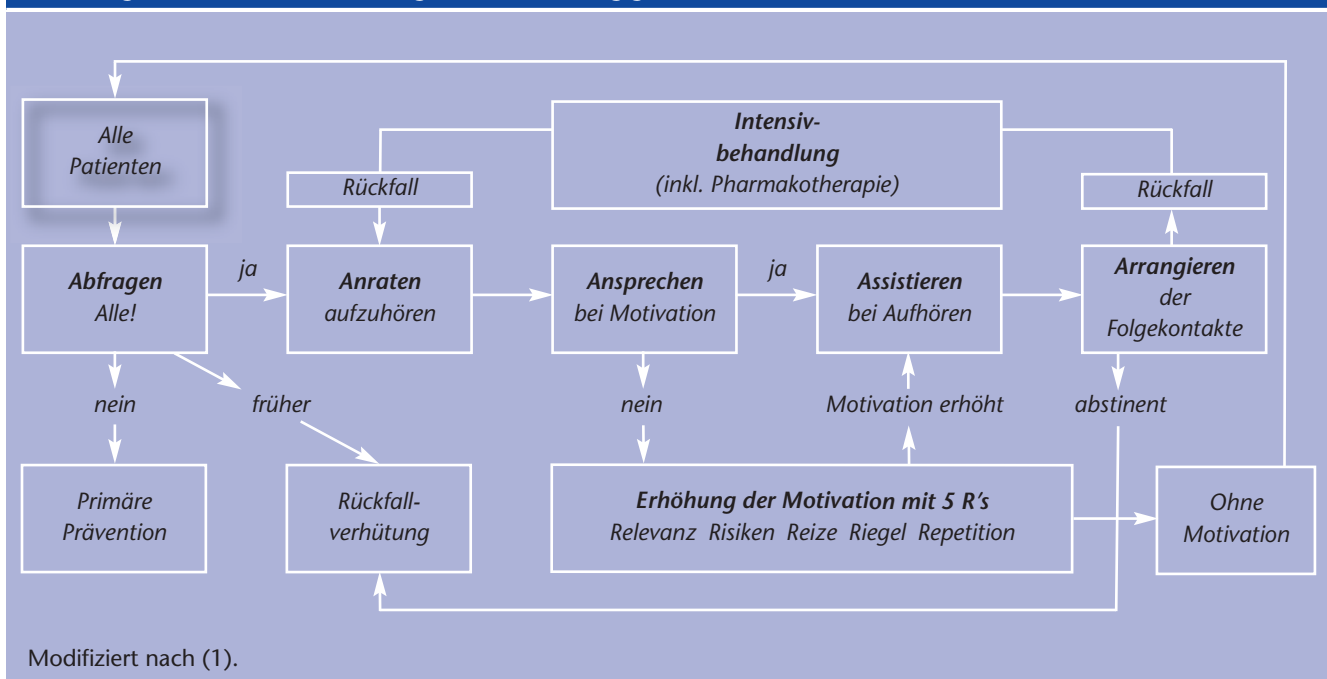 Alle
Patienten
Intensiv-
behandlung
(inkl. Pharmakotherapie)
Rückfall
Rückfall
Abfragen
Alle!
ja
Anraten
aufzuhören
Ansprechen
bei Motivation
ja
Assistieren
bei Aufhören
Arrangieren
der
Folgekontakte
nein
früher
nein
Motivation erhöht
abstinent
Primäre
Prävention
Rückfall-
verhütung
Erhöhung der Motivation mit 5 R's
Relevanz Risiken Reize Riegel Repetition
Ohne
Motivation
Modifiziert nach (1).